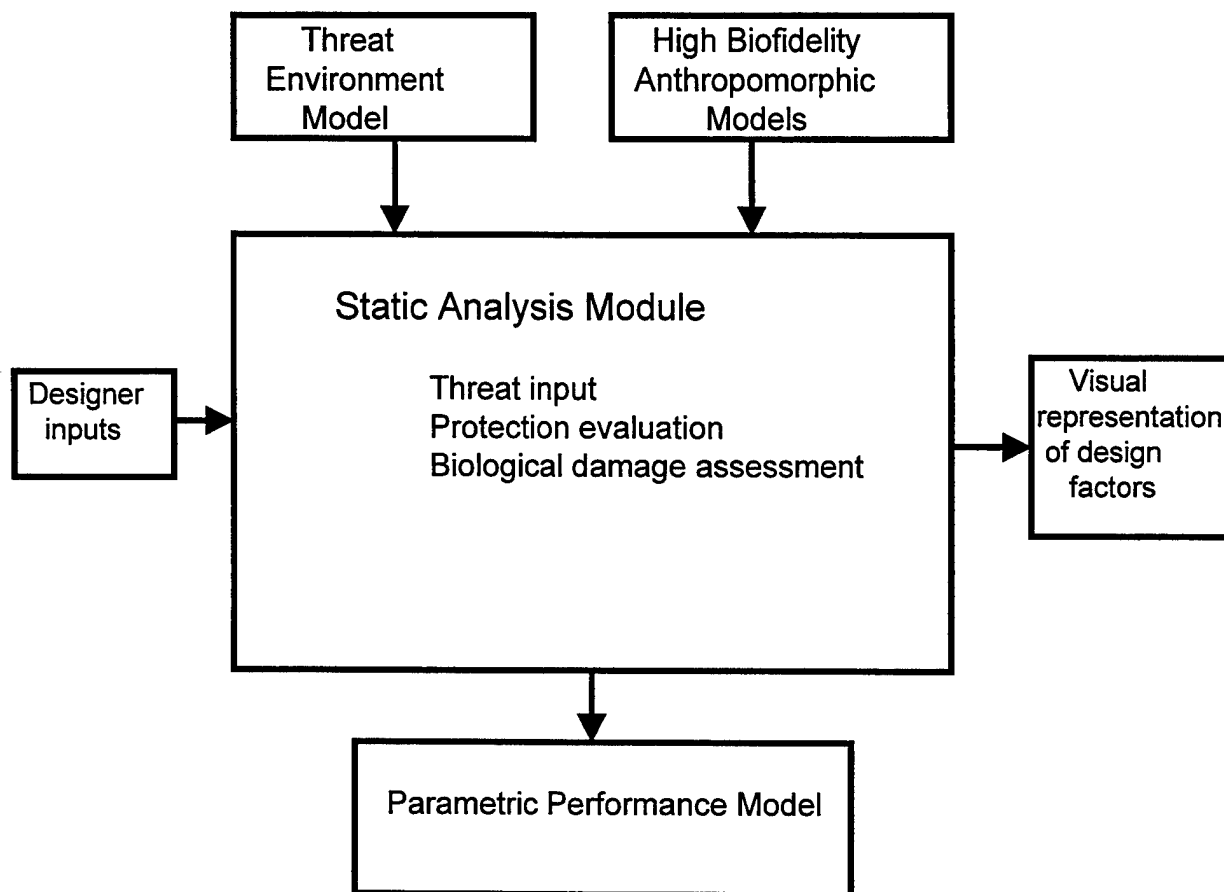 Threat
Environment
Model
High Biofidelity
Anthropomorphic
Models
Static Analysis Module
Threat input
Protection evaluation
Biological damage assessment
Designer
inputs
Visual
representation
of design
factors
Parametric Performance Model